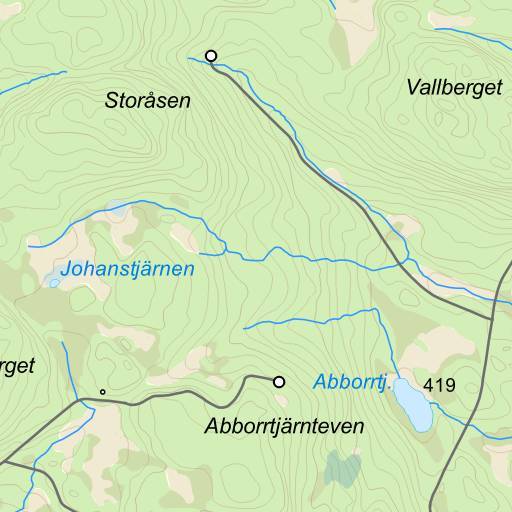 Vallberget
Storåsen
Johanstjärnen
rget
Abborrtj.
419
Abborrtjärnteven